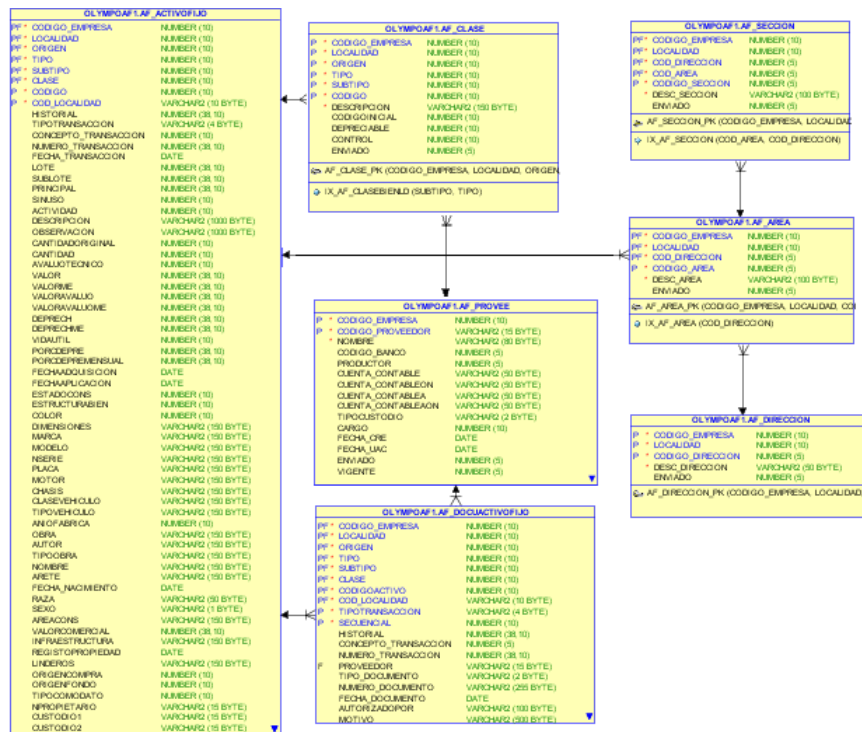 OLYMPOAF1.AF_ACTIVOFIJO
PF * CODIGO_EMPRESA NUMBER (10)
PF * LOCALIDAD NUMBER (10)
PF * ORIGEN NUMBER (10)
PF * TIPO NUMBER (10)
PF * SUBTIPO NUMBER (10)
PF * CLASE NUMBER (10)
P * CODIGO NUMBER (10)
P * COD_LOCALIDAD VARCHAR2 (10 BYTE)
HISTORIAL NUMBER (38,10)
TIPOTRANSACCION VARCHAR2 (4 BYTE)
CONCEPTO_TRANSACCION NUMBER (10)
NUMERO_TRANSACCION NUMBER (38,10)
FECHA_TRANSACCION DATE
LOTE NUMBER (38,10)
SUBLOTE NUMBER (38,10)
PRINCIPAL NUMBER (38,10)
SINUSO NUMBER (10)
ACTIVIDAD NUMBER (10)
DESCRIPCION VARCHAR2 (1000 BYTE)
OBSERVACION VARCHAR2 (1000 BYTE)
CANTIDADORIGINAL NUMBER (10)
CANTIDAD NUMBER (10)
AVALUOTECNICO NUMBER (10)
VALOR NUMBER (38,10)
VALORME NUMBER (38,10)
VALORAVALUO NUMBER (38,10)
VALORAVALUOME NUMBER (38,10)
DEPRECH NUMBER (38,10)
DEPRECHME NUMBER (38,10)
VIDAUTIL NUMBER (10)
PORCDEPRE NUMBER (38,10)
PORCDEPREMENSUAL NUMBER (38,10)
FECHAADQUISICION DATE
FECHAAPLICACION DATE
ESTADOCONS NUMBER (10)
ESTRUCTURABIEN NUMBER (10)
COLOR NUMBER (10)
DIMENSIONES VARCHAR2 (150 BYTE)
MARCA VARCHAR2 (150 BYTE)
MODELO VARCHAR2 (150 BYTE)
NSERIE VARCHAR2 (150 BYTE)
PLACA VARCHAR2 (150 BYTE)
MOTOR VARCHAR2 (150 BYTE)
CHASIS VARCHAR2 (150 BYTE)
CLASEVEHICULO VARCHAR2 (150 BYTE)
TIPOVEHICULO VARCHAR2 (150 BYTE)
ANIOFABRICA NUMBER (10)
OBRA VARCHAR2 (150 BYTE)
AUTOR VARCHAR2 (150 BYTE)
TIPOOBRA VARCHAR2 (150 BYTE)
NOMBRE VARCHAR2 (150 BYTE)
ARETE VARCHAR2 (150 BYTE)
FECHA_NACIMIENTO DATE
RAZA VARCHAR2 (50 BYTE)
SEXO VARCHAR2 (1 BYTE)
AREACONS VARCHAR2 (150 BYTE)
VALORCOMERCIAL NUMBER (38,10)
INFRAESTRUCTURA VARCHAR2 (150 BYTE)
REGISTOPROPIEDAD DATE
LINDEROS VARCHAR2 (150 BYTE)
ORIGENCOMPRA NUMBER (10)
ORIGENFONDO NUMBER (10)
TIPOCOMODATO NUMBER (10)
NPROPIETARIO VARCHAR2 (15 BYTE)
CUSTODIO1 VARCHAR2 (15 BYTE)
CUSTODIO2 VARCHAR2 (15 BYTE)
OLYMPOAF1.AF_CLASE
P * CODIGO_EMPRESA NUMBER (10)
P * LOCALIDAD NUMBER (10)
P * ORIGEN NUMBER (10)
P * TIPO NUMBER (10)
P * SUBTIPO NUMBER (10)
P * CODIGO NUMBER (10)
* DESCRIPCION VARCHAR2 (150 BYTE)
CODIGOINICIAL NUMBER (10)
DEPRECIABLE NUMBER (10)
CONTROL NUMBER (10)
ENVIADO NUMBER (5)
AF_CLASE_PK (CODIGO_EMPRESA, LOCALIDAD, ORIGEN,
IX_AF_CLASEBIENLD (SUBTIPO, TIPO)
OLYMPOAF1.AF_PROVEE
P * CODIGO_EMPRESA NUMBER (10)
P * CODIGO_PROVEEDOR VARCHAR2 (15 BYTE)
* NOMBRE VARCHAR2 (80 BYTE)
CODIGO_BANCO NUMBER (5)
PRODUCTOR NUMBER (5)
CUENTA_CONTABLE VARCHAR2 (50 BYTE)
CUENTA_CONTABLEON VARCHAR2 (50 BYTE)
CUENTA_CONTABLEA VARCHAR2 (50 BYTE)
CUENTA_CONTABLEAON VARCHAR2 (50 BYTE)
TIPOCUSTODIO VARCHAR2 (2 BYTE)
CARGO NUMBER (10)
FECHA_CRE DATE
FECHA_UAC DATE
ENVIADO NUMBER (5)
VIGENTE NUMBER (5)
OLYMPOAF1.AF_DOCUACTIVOFIJO
PF * CODIGO_EMPRESA NUMBER (10)
PF * LOCALIDAD NUMBER (10)
PF * ORIGEN NUMBER (10)
PF * TIPO NUMBER (10)
PF * SUBTIPO NUMBER (10)
PF * CLASE NUMBER (10)
PF * CODIGOACTIVO NUMBER (10)
PF * COD_LOCALIDAD VARCHAR2 (10 BYTE)
P * TIPOTRANSACCION VARCHAR2 (4 BYTE)
P * SECUENCIAL NUMBER (10)
HISTORIAL NUMBER (38,10)
CONCEPTO_TRANSACCION NUMBER (5)
NUMERO_TRANSACCION NUMBER (38,10)
F PROVEEDOR VARCHAR2 (15 BYTE)
TIPO_DOCUMENTO VARCHAR2 (2 BYTE)
NUMERO_DOCUMENTO VARCHAR2 (255 BYTE)
FECHA_DOCUMENTO DATE
AUTORIZADOPOR VARCHAR2 (100 BYTE)
MOTIVO VARCHAR2 (500 BYTE)
OLYMPOAF1.AF_SECCION
PF * CODIGO_EMPRESA NUMBER (10)
PF * LOCALIDAD NUMBER (10)
PF * COD_DIRECCION NUMBER (5)
PF * COD_AREA NUMBER (5)
P * CODIGO_SECCION NUMBER (5)
* DESC_SECCION VARCHAR2 (100 BYTE)
ENVIADO NUMBER (5)
AF_SECCION_PK (CODIGO_EMPRESA, LOCALIDAD
IX_AF_SECCION (COD_AREA, COD_DIRECCION)
OLYMPOAF1.AF_AREA
PF * CODIGO_EMPRESA NUMBER (10)
PF * LOCALIDAD NUMBER (10)
PF * COD_DIRECCION NUMBER (5)
P * CODIGO_AREA NUMBER (5)
* DESC_AREA VARCHAR2 (100 BYTE)
ENVIADO NUMBER (5)
AF_AREA_PK (CODIGO_EMPRESA, LOCALIDAD, COI
IX_AF_AREA (COD_DIRECCION)
OLYMPOAF1.AF_DIRECCION
P * CODIGO_EMPRESA NUMBER (10)
P * LOCALIDAD NUMBER (10)
P * CODIGO_DIRECCION NUMBER (5)
* DESC_DIRECCION VARCHAR2 (50 BYTE)
ENVIADO NUMBER (5)
AF_DIRECCION_PK (CODIGO_EMPRESA, LOCALIDAD